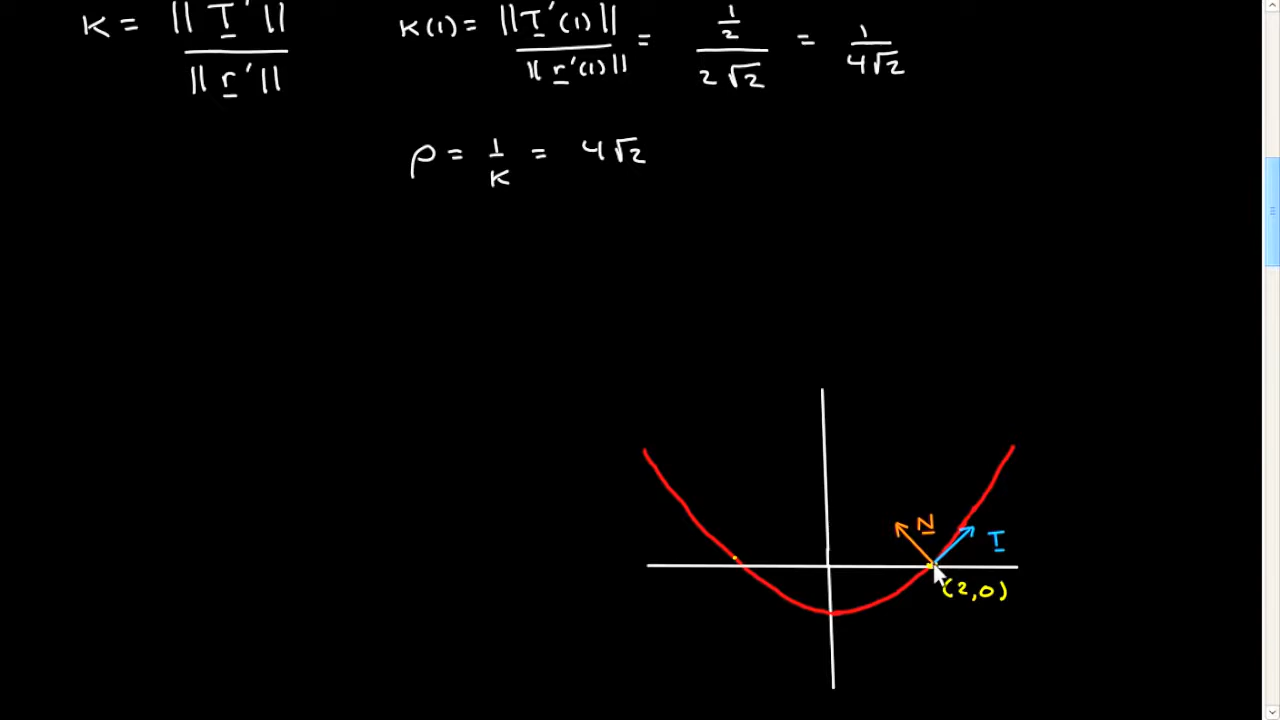 K = ||T'|| / ||r'||
K(1) = ||T'(1)|| / ||r'(1)|| = 1/2 / 2√2 = 1 / 4√2
ρ = 1/K = 4√2
N
T
(2,0)